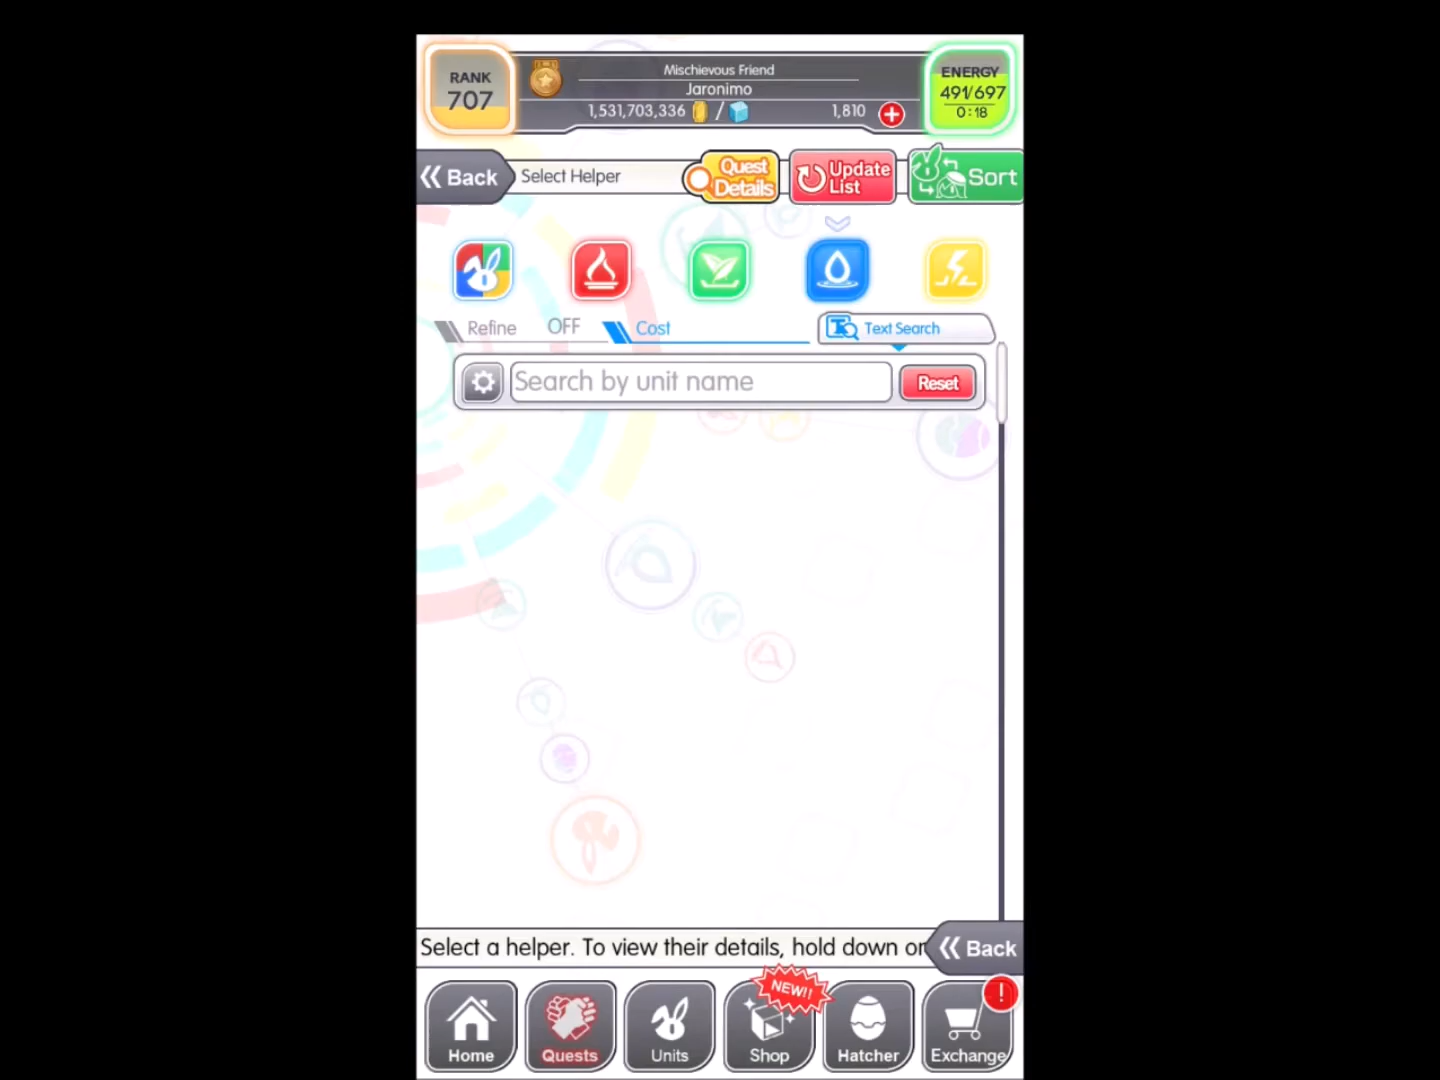 RANK
707
Mischievous Friend
Jaronimo
1,531,703,336 / 1,810
ENERGY
491/697
0:18
Back
Select Helper
Quest Details
Update List
Sort
Refine OFF
Cost
Text Search
Search by unit name
Reset
Select a helper. To view their details, hold down or
Back
Home
Quests
Units
NEW!!
Shop
Hatcher
!
Exchange